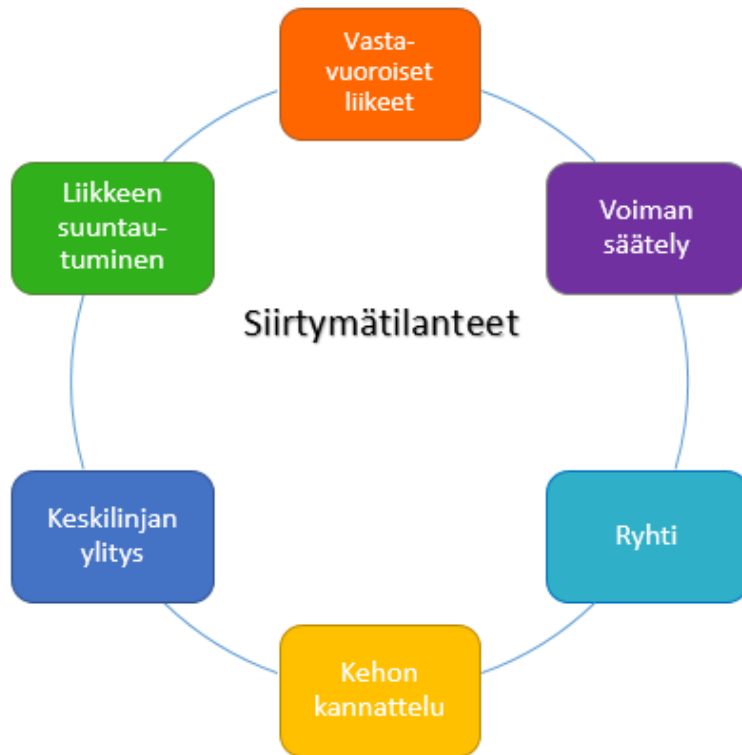 Vasta-
vuoroiset
liikeet
Voiman
säätely
Ryhti
Kehon
kannattelu
Keskilinjan
ylitys
Liikkeen
suuntau-
tuminen
Siirtymätilanteet